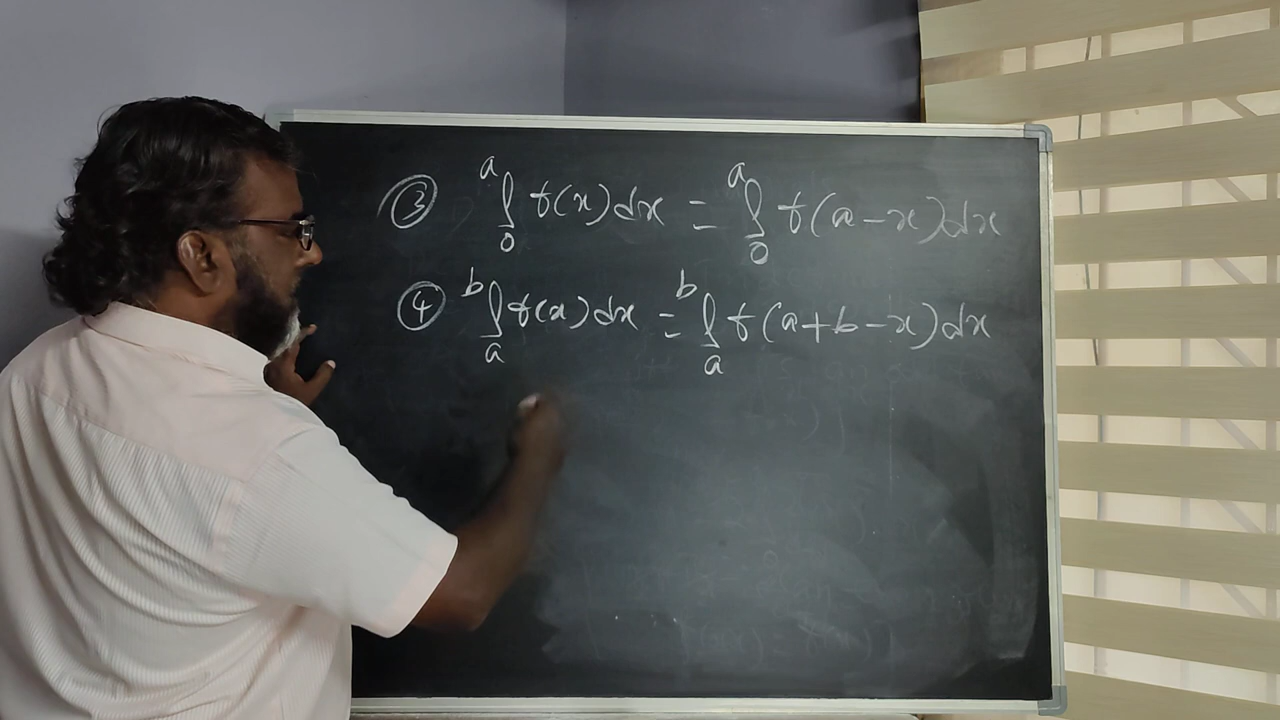 ③ ∫₀ᵃ f(x)dx = ∫₀ᵃ f(a-x)dx
④ ∫ₐᵇ f(x)dx = ∫ₐᵇ f(a+b-x)dx